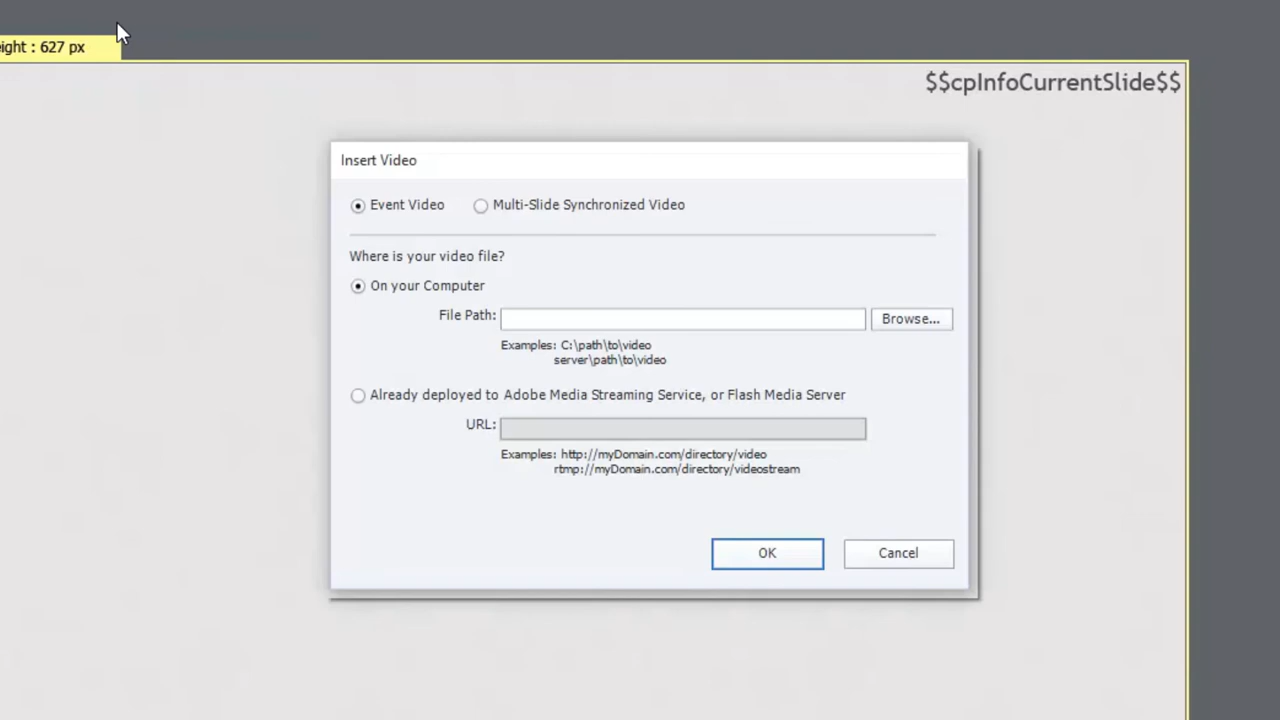 eight : 627 px
$$cpInfoCurrentSlide$$
Insert Video
Event Video Multi-Slide Synchronized Video
Where is your video file?
On your Computer
File Path: Browse...
Examples: C:\path\to\video
server\path\to\video
Already deployed to Adobe Media Streaming Service, or Flash Media Server
URL:
Examples: http://myDomain.com/directory/video
rtmp://myDomain.com/directory/videostream
OK Cancel